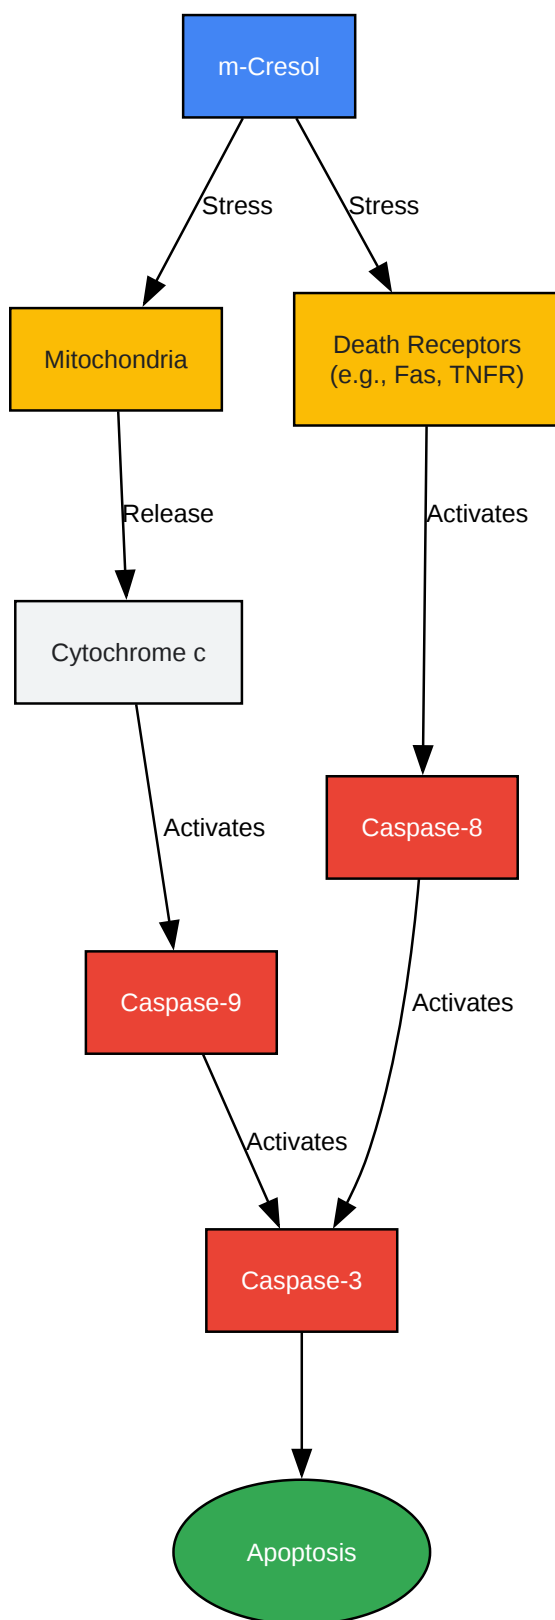 m-Cresol
Stress
Stress
Mitochondria
Death Receptors
(e.g., Fas, TNFR)
Release
Activates
Cytochrome c
Activates
Caspase-8
Caspase-9
Activates
Activates
Caspase-3
Apoptosis